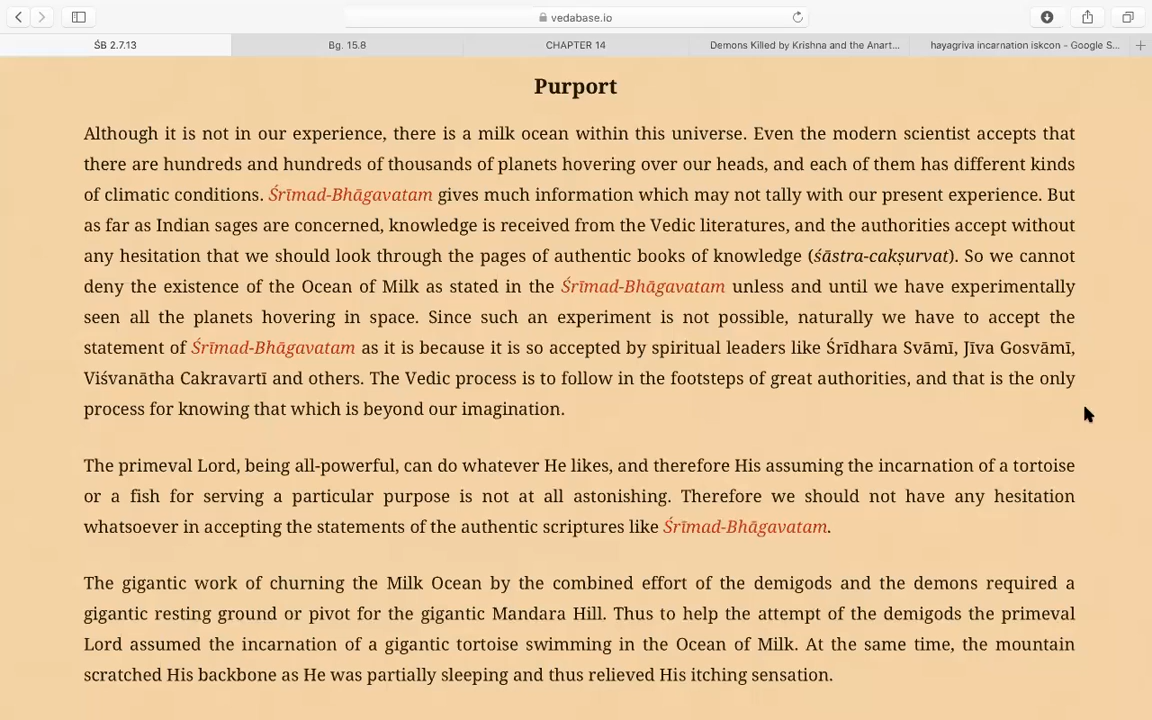 vedabase.io
ŚB 2.7.13
Bg. 15.8
CHAPTER 14
Demons Killed by Krishna and the Anart...
hayagriva incarnation iskcon - Google S...
Purport
Although it is not in our experience, there is a milk ocean within this universe. Even the modern scientist accepts that
there are hundreds and hundreds of thousands of planets hovering over our heads, and each of them has different kinds
of climatic conditions. Śrīmad-Bhāgavatam gives much information which may not tally with our present experience. But
as far as Indian sages are concerned, knowledge is received from the Vedic literatures, and the authorities accept without
any hesitation that we should look through the pages of authentic books of knowledge (śāstra-cakṣurvat). So we cannot
deny the existence of the Ocean of Milk as stated in the Śrīmad-Bhāgavatam unless and until we have experimentally
seen all the planets hovering in space. Since such an experiment is not possible, naturally we have to accept the
statement of Śrīmad-Bhāgavatam as it is because it is so accepted by spiritual leaders like Śrīdhara Svāmī, Jīva Gosvāmī,
Viśvanātha Cakravartī and others. The Vedic process is to follow in the footsteps of great authorities, and that is the only
process for knowing that which is beyond our imagination.
The primeval Lord, being all-powerful, can do whatever He likes, and therefore His assuming the incarnation of a tortoise
or a fish for serving a particular purpose is not at all astonishing. Therefore we should not have any hesitation
whatsoever in accepting the statements of the authentic scriptures like Śrīmad-Bhāgavatam.
The gigantic work of churning the Milk Ocean by the combined effort of the demigods and the demons required a
gigantic resting ground or pivot for the gigantic Mandara Hill. Thus to help the attempt of the demigods the primeval
Lord assumed the incarnation of a gigantic tortoise swimming in the Ocean of Milk. At the same time, the mountain
scratched His backbone as He was partially sleeping and thus relieved His itching sensation.